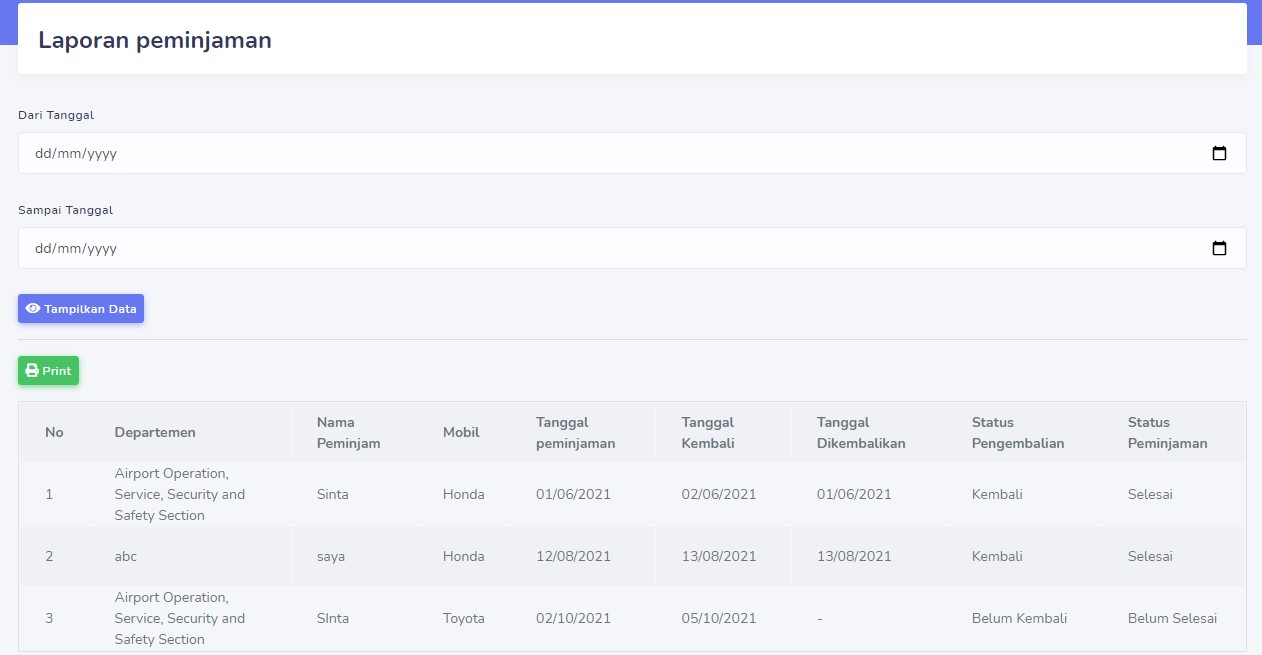 Laporan peminjaman
Dari Tanggal
dd/mm/yyyy
Sampai Tanggal
dd/mm/yyyy
Tampilkan Data
Print
No Departemen Nama Peminjam Mobil Tanggal peminjaman Tanggal Kembali Tanggal Dikembalikan Status Pengembalian Status Peminjaman
1 Airport Operation, Service, Security and Safety Section Sinta Honda 01/06/2021 02/06/2021 01/06/2021 Kembali Selesai
2 abc saya Honda 12/08/2021 13/08/2021 13/08/2021 Kembali Selesai
3 Airport Operation, Service, Security and Safety Section SInta Toyota 02/10/2021 05/10/2021 - Belum Kembali Belum Selesai